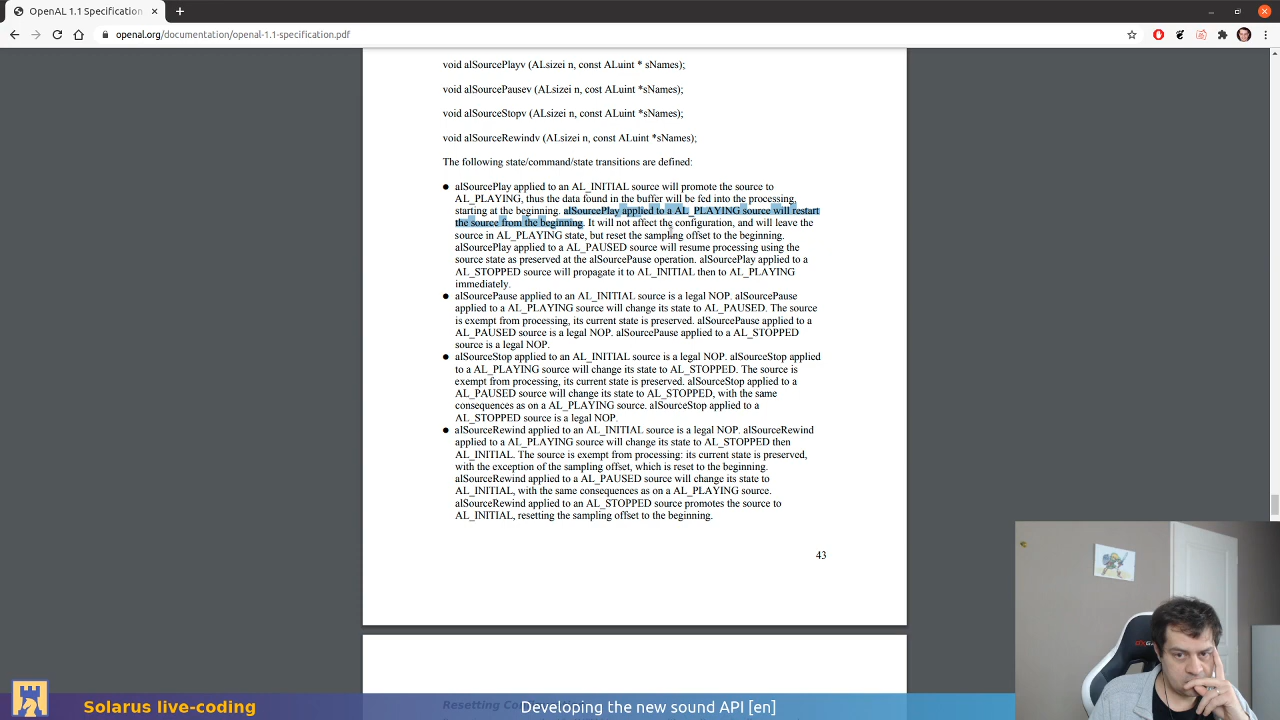 OpenAL 1.1 Specification
openal.org/documentation/openal-1.1-specification.pdf
void alSourcePlayv (ALsizei n, const ALuint * sNames);
void alSourcePausev (ALsizei n, cost ALuint *sNames);
void alSourceStopv (ALsizei n, const ALuint *sNames);
void alSourceRewindv (ALsizei n, const ALuint *sNames);
The following state/command/state transitions are defined:
● alSourcePlay applied to an AL_INITIAL source will promote the source to
AL_PLAYING, thus the data found in the buffer will be fed into the processing,
starting at the beginning. alSourcePlay applied to a AL_PLAYING source will restart
the source from the beginning. It will not affect the configuration, and will leave the
source in AL_PLAYING state, but reset the sampling offset to the beginning.
alSourcePlay applied to a AL_PAUSED source will resume processing using the
source state as preserved at the alSourcePause operation. alSourcePlay applied to a
AL_STOPPED source will propagate it to AL_INITIAL then to AL_PLAYING
immediately.
● alSourcePause applied to an AL_INITIAL source is a legal NOP. alSourcePause
applied to a AL_PLAYING source will change its state to AL_PAUSED. The source
is exempt from processing, its current state is preserved. alSourcePause applied to a
AL_PAUSED source is a legal NOP. alSourcePause applied to a AL_STOPPED
source is a legal NOP.
● alSourceStop applied to an AL_INITIAL source is a legal NOP. alSourceStop applied
to a AL_PLAYING source will change its state to AL_STOPPED. The source is
exempt from processing, its current state is preserved. alSourceStop applied to a
AL_PAUSED source will change its state to AL_STOPPED, with the same
consequences as on a AL_PLAYING source. alSourceStop applied to a
AL_STOPPED source is a legal NOP.
● alSourceRewind applied to an AL_INITIAL source is a legal NOP. alSourceRewind
applied to a AL_PLAYING source will change its state to AL_STOPPED then
AL_INITIAL. The source is exempt from processing: its current state is preserved,
with the exception of the sampling offset, which is reset to the beginning.
alSourceRewind applied to a AL_PAUSED source will change its state to
AL_INITIAL, with the same consequences as on a AL_PLAYING source.
alSourceRewind applied to an AL_STOPPED source promotes the source to
AL_INITIAL, resetting the sampling offset to the beginning.
43
Solarus live-coding
Developing the new sound API [en]